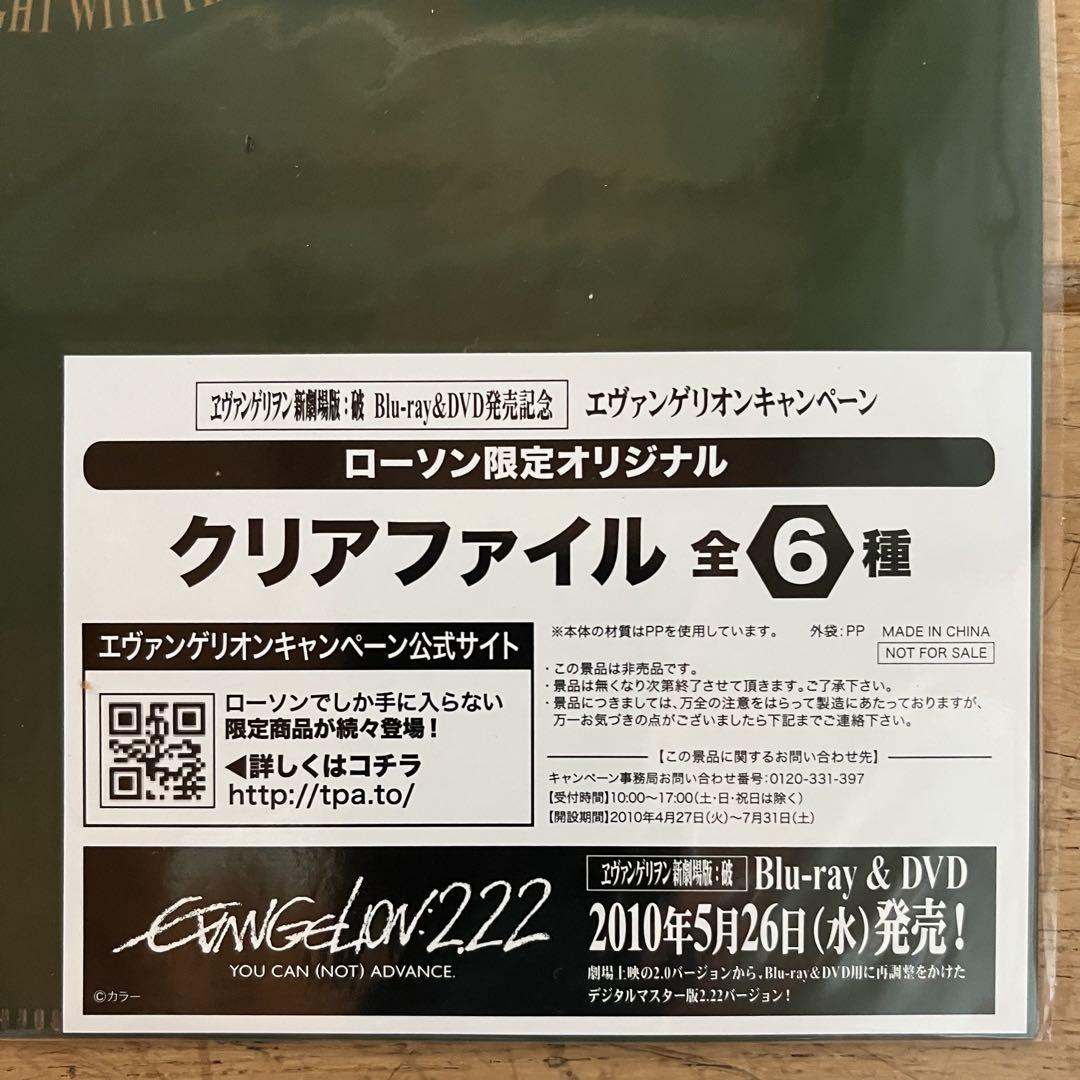 WITH
ヱヴァンゲリヲン新劇場版：破 Blu-ray&DVD発売記念 エヴァンゲリオンキャンペーン
ローソン限定オリジナル
クリアファイル 全6種
エヴァンゲリオンキャンペーン公式サイト
ローソンでしか手に入らない
限定商品が続々登場！
◀詳しくはコチラ
http://tpa.to/
※本体の材質はPPを使用しています。 外袋：PP MADE IN CHINA
NOT FOR SALE
・この景品は非売品です。
・景品は無くなり次第終了させて頂きます。ご了承下さい。
・景品につきましては、万全の注意をはらって製造にあたっておりますが、
万一お気づきの点がございましたら下記までご連絡下さい。
【この景品に関するお問い合わせ先】
キャンペーン事務局お問い合わせ番号：0120-331-397
【受付時間】10:00〜17:00（土・日・祝日は除く）
【開設期間】2010年4月27日（火）〜7月31日（土）
EVANGELION:2.22
YOU CAN (NOT) ADVANCE.
©カラー
ヱヴァンゲリヲン新劇場版：破 Blu-ray & DVD
2010年5月26日（水）発売！
劇場上映の2.0バージョンから、Blu-ray&DVD用に再調整をかけた
デジタルマスター版2.22バージョン！